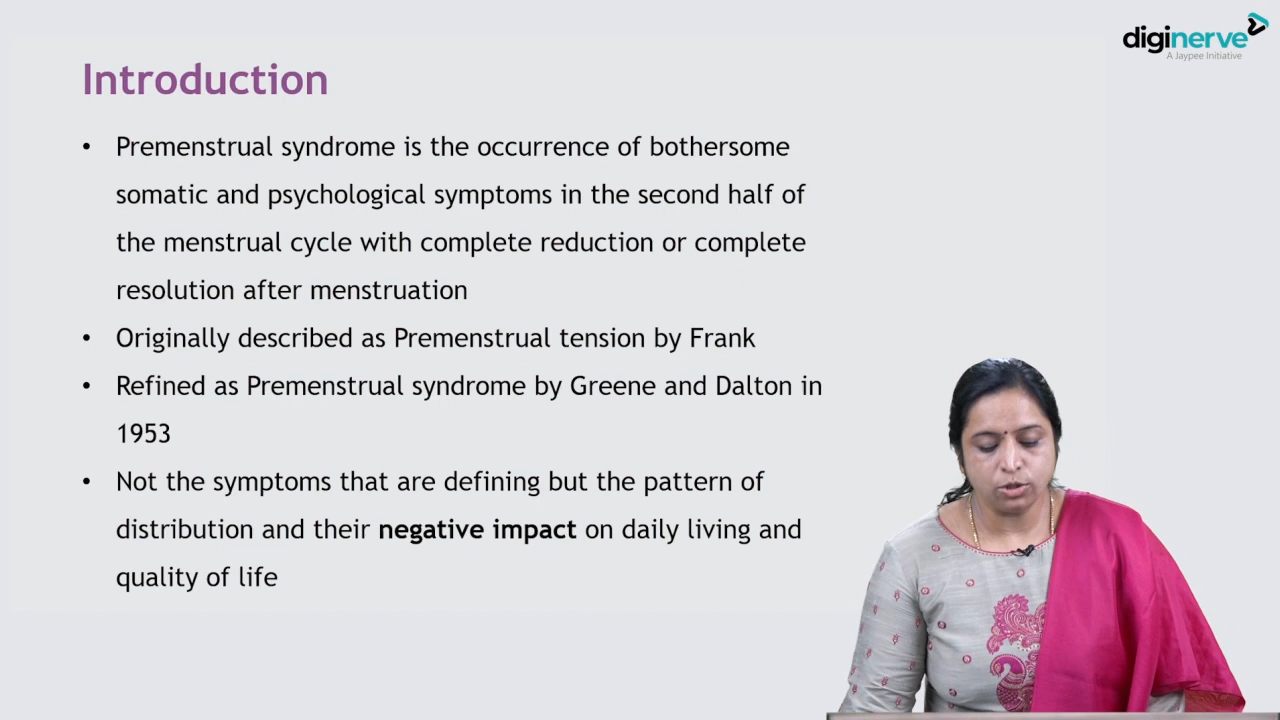 diginerve
A Jaypee Initiative
Introduction
• Premenstrual syndrome is the occurrence of bothersome
somatic and psychological symptoms in the second half of
the menstrual cycle with complete reduction or complete
resolution after menstruation
• Originally described as Premenstrual tension by Frank
• Refined as Premenstrual syndrome by Greene and Dalton in
1953
• Not the symptoms that are defining but the pattern of
distribution and their negative impact on daily living and
quality of life